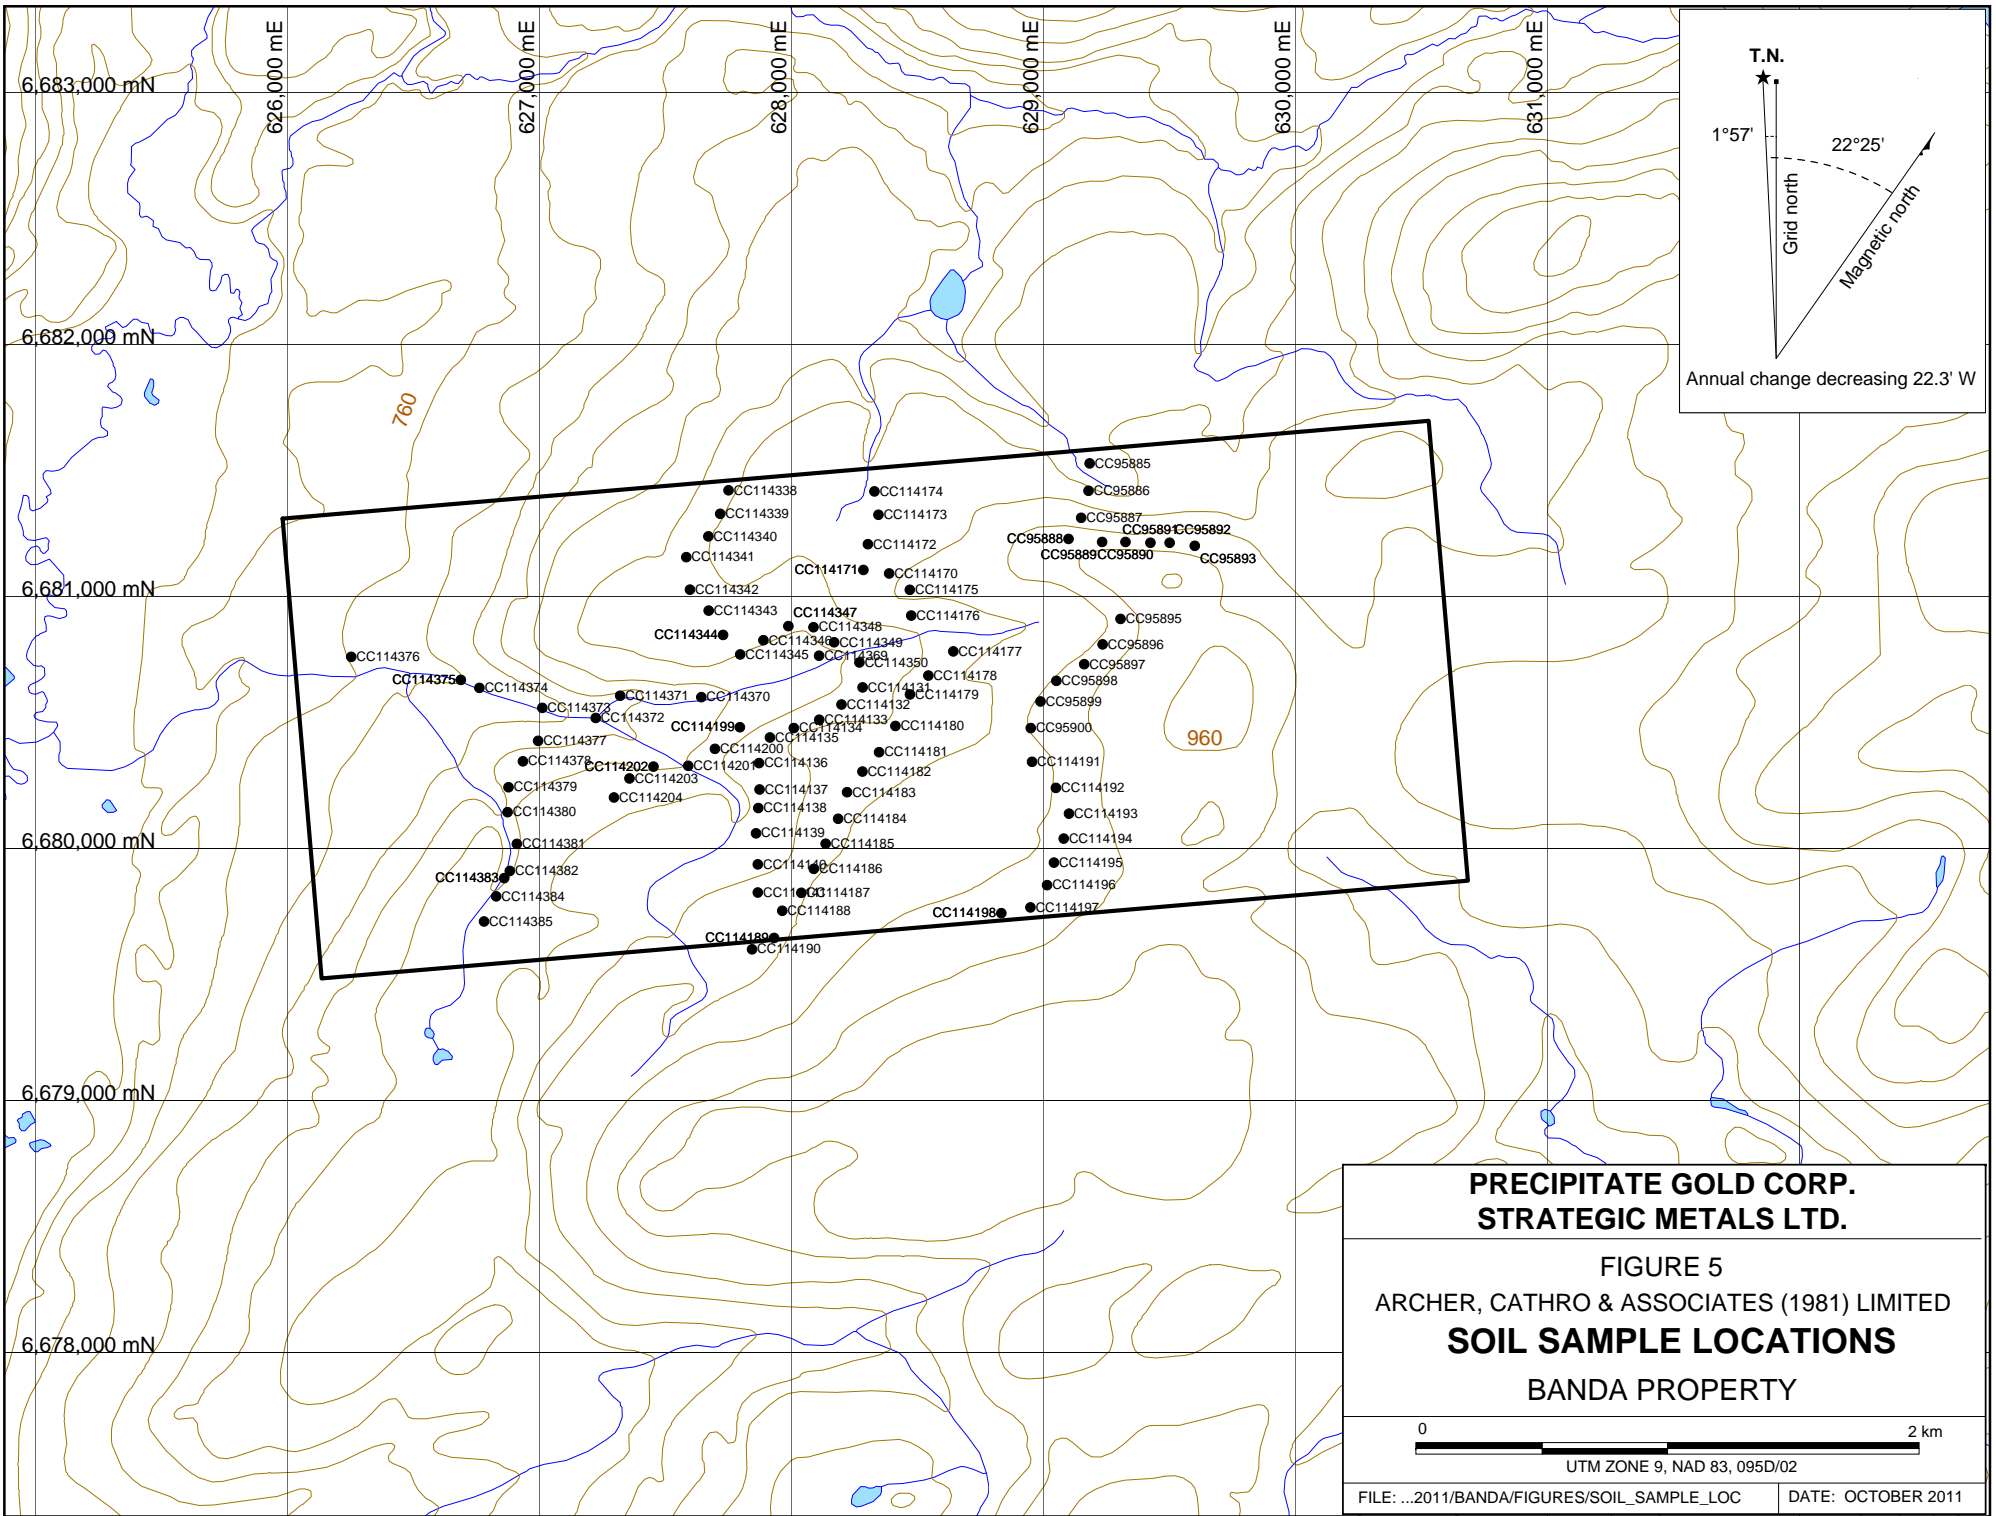 626,000 mE
627,000 mE
628,000 mE
629,000 mE
630,000 mE
631,000 mE
6,683,000 mN
6,682,000 mN
6,681,000 mN
6,680,000 mN
6,679,000 mN
6,678,000 mN
T.N.
1°57'
22°25'
Grid north
Magnetic north
Annual change decreasing 22.3' W
760
960
CC95885
CC114338
CC114174
CC95886
CC114339
CC114173
CC95887
CC95891
CC95892
CC114340
CC95888
CC114172
CC95889
CC95890
CC95893
CC114341
CC114171
CC114170
CC114342
CC114175
CC114343
CC114347
CC114176
CC95895
CC114348
CC114344
CC114346
CC114349
CC95896
CC114345
CC114369
CC114177
CC114376
CC114350
CC95897
CC114375
CC114374
CC114178
CC95898
CC114131
CC114371
CC114370
CC114179
CC95899
CC114373
CC114132
CC114372
CC114133
CC114199
CC114134
CC114180
CC95900
CC114377
CC114135
CC114200
CC114181
CC114378
CC114202
CC114201
CC114136
CC114191
CC114203
CC114182
CC114379
CC114137
CC114192
CC114204
CC114183
CC114380
CC114138
CC114193
CC114184
CC114139
CC114194
CC114381
CC114185
CC114140
CC114195
CC114382
CC114186
CC114383
CC114196
CC114384
CC114187
CC114188
CC114197
CC114198
CC114385
CC114189
CC114190
PRECIPITATE GOLD CORP.
STRATEGIC METALS LTD.
FIGURE 5
ARCHER, CATHRO & ASSOCIATES (1981) LIMITED
SOIL SAMPLE LOCATIONS
BANDA PROPERTY
0
2 km
UTM ZONE 9, NAD 83, 095D/02
FILE: ...2011/BANDA/FIGURES/SOIL_SAMPLE_LOC
DATE: OCTOBER 2011